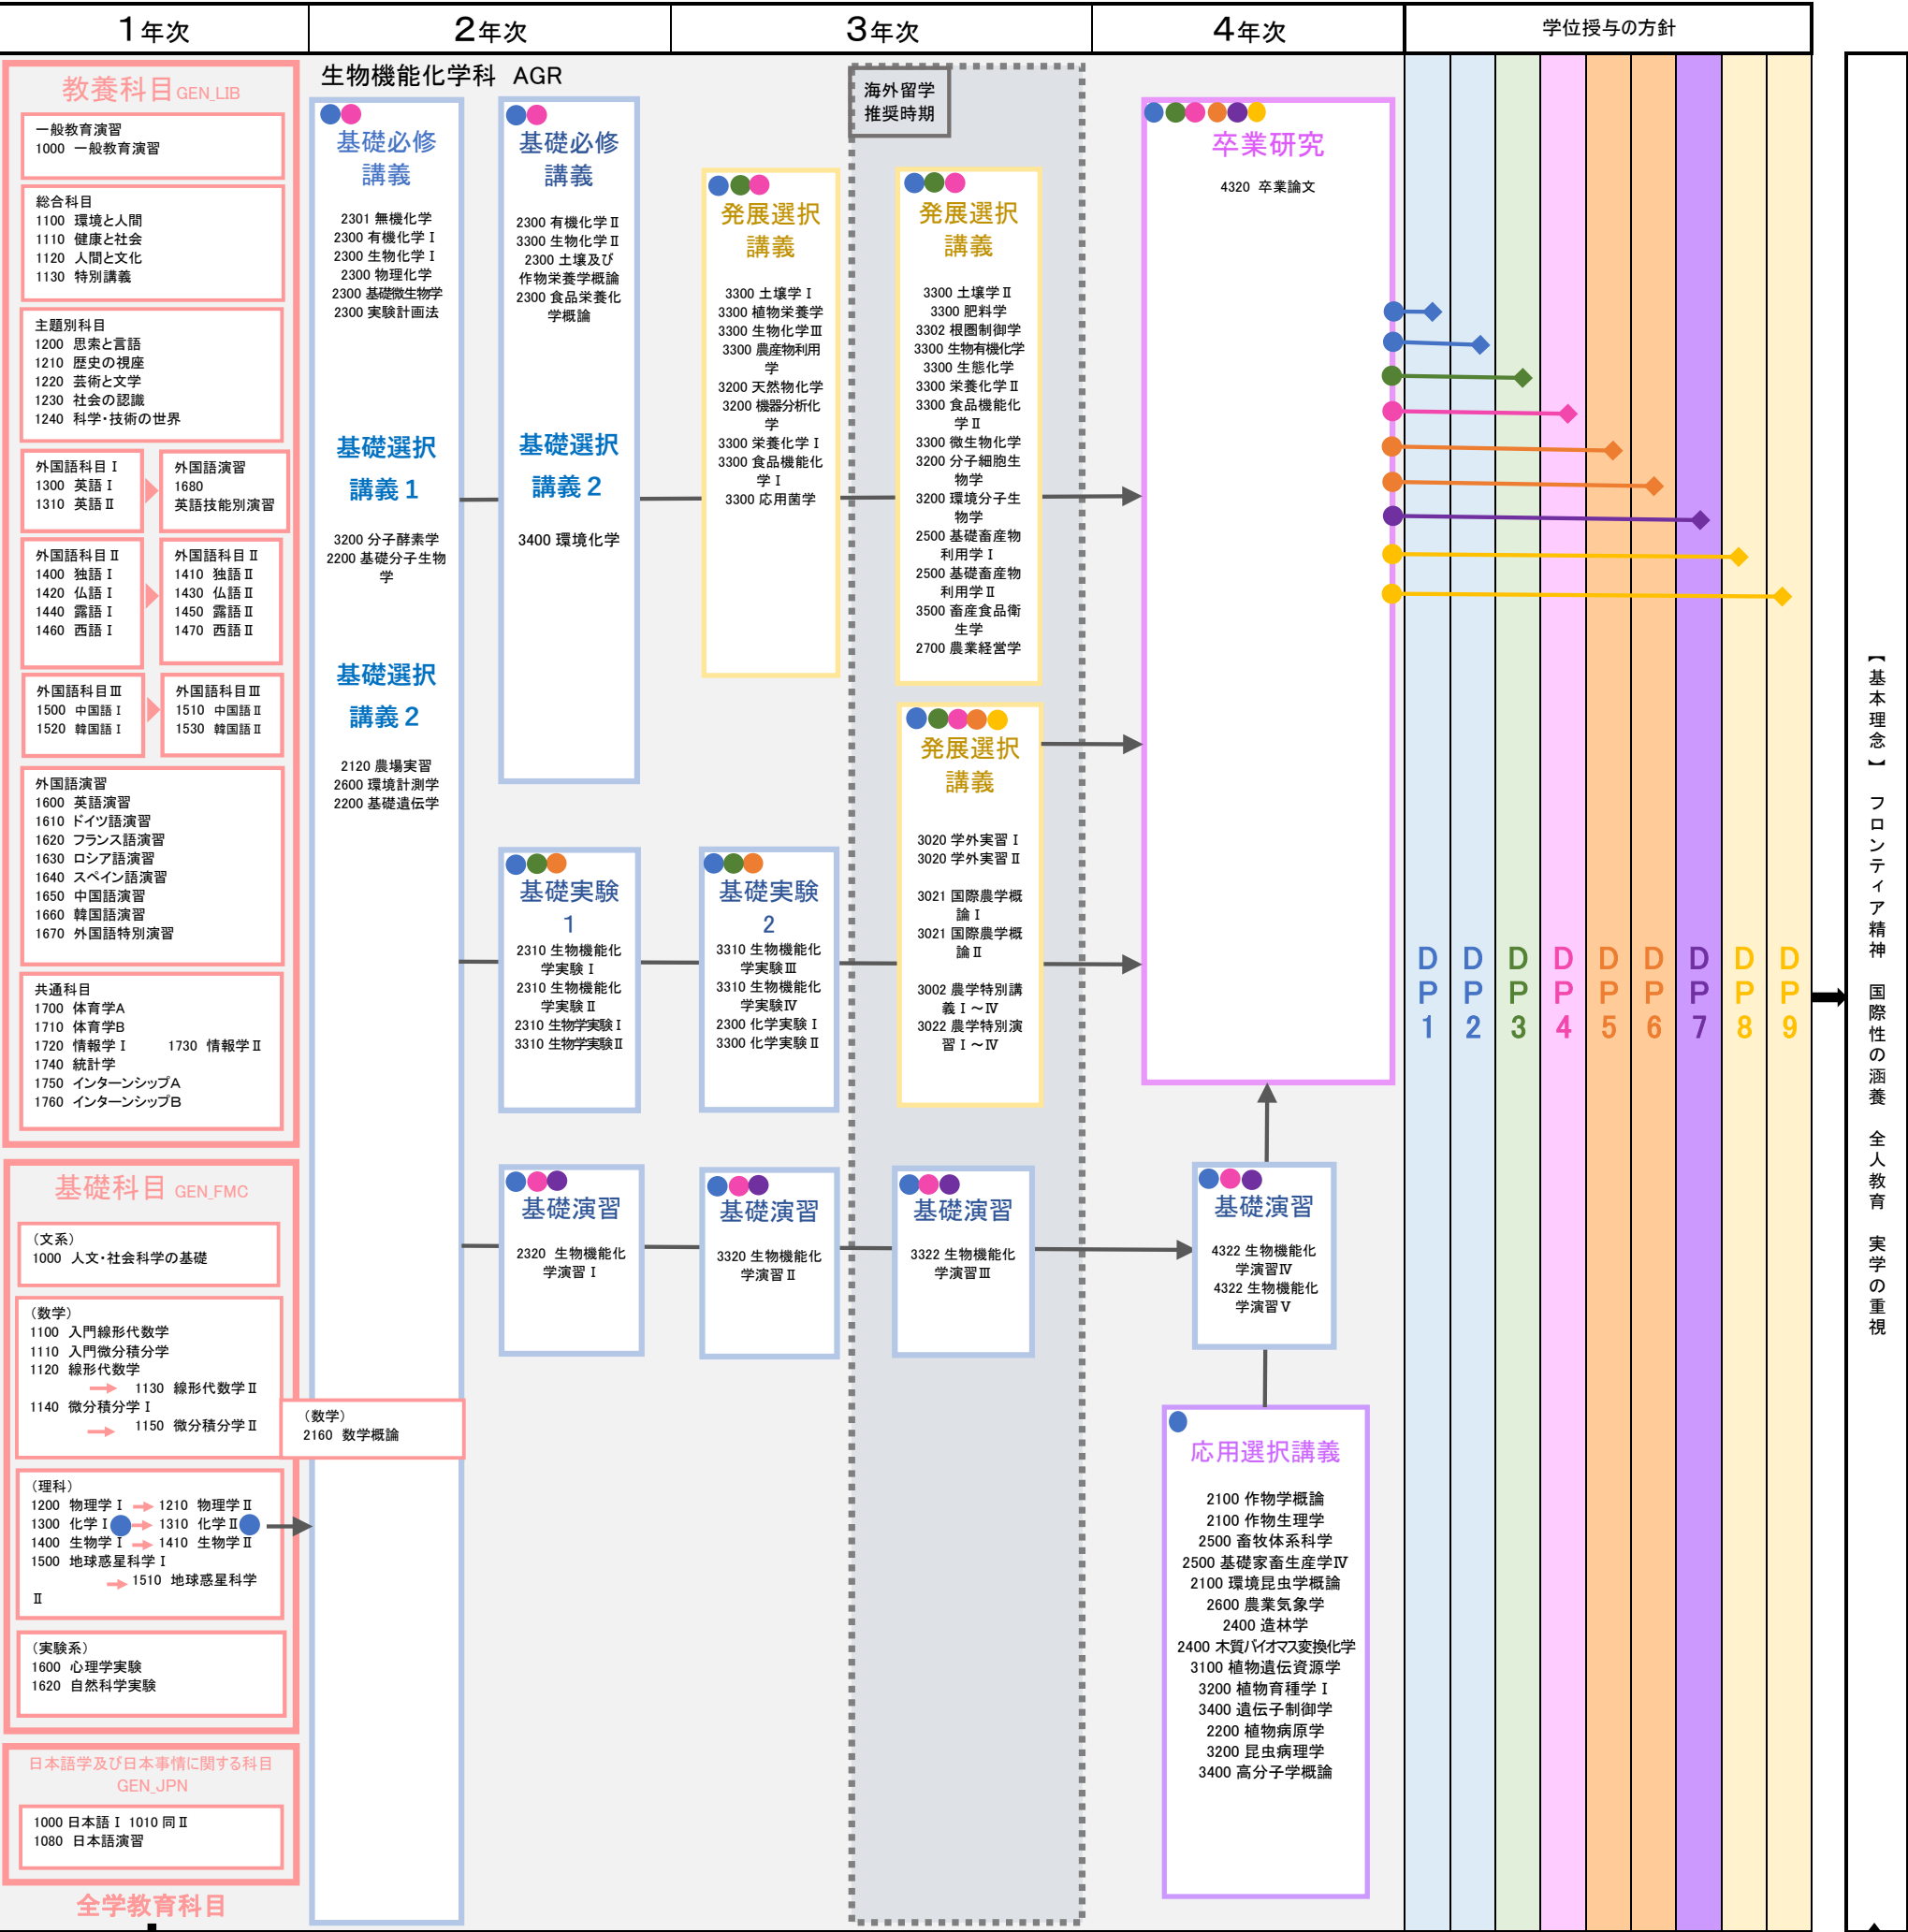 1年次
2年次
3年次
4年次
学位授与の方針
教養科目 GEN_LIB
一般教育演習
1000 一般教育演習
総合科目
1100 環境と人間
1110 健康と社会
1120 人間と文化
1130 特別講義
主題別科目
1200 思索と言語
1210 歴史の視座
1220 芸術と文学
1230 社会の認識
1240 科学・技術の世界
外国語科目Ⅰ
1300 英語Ⅰ
1310 英語Ⅱ
外国語演習
1680
英語技能別演習
外国語科目Ⅱ
1400 独語Ⅰ
1420 仏語Ⅰ
1440 露語Ⅰ
1460 西語Ⅰ
外国語科目Ⅱ
1410 独語Ⅱ
1430 仏語Ⅱ
1450 露語Ⅱ
1470 西語Ⅱ
外国語科目Ⅲ
1500 中国語Ⅰ
1520 韓国語Ⅰ
外国語科目Ⅲ
1510 中国語Ⅱ
1530 韓国語Ⅱ
外国語演習
1600 英語演習
1610 ドイツ語演習
1620 フランス語演習
1630 ロシア語演習
1640 スペイン語演習
1650 中国語演習
1660 韓国語演習
1670 外国語特別演習
共通科目
1700 体育学A
1710 体育学B
1720 情報学Ⅰ 1730 情報学Ⅱ
1740 統計学
1750 インターンシップA
1760 インターンシップB
基礎科目 GEN_FMC
(文系)
1000 人文・社会科学の基礎
(数学)
1100 入門線形代数学
1110 入門微分積分学
1120 線形代数学
1130 線形代数学Ⅱ
1140 微分積分学Ⅰ
1150 微分積分学Ⅱ
(数学)
2160 数学概論
(理科)
1200 物理学Ⅰ 1210 物理学Ⅱ
1300 化学Ⅰ 1310 化学Ⅱ
1400 生物学Ⅰ 1410 生物学Ⅱ
1500 地球惑星科学Ⅰ
1510 地球惑星科学
Ⅱ
(実験系)
1600 心理学実験
1620 自然科学実験
日本語学及び日本事情に関する科目
GEN_JPN
1000 日本語Ⅰ 1010 同Ⅱ
1080 日本語演習
全学教育科目
生物機能化学科 AGR
基礎必修
講義
2301 無機化学
2300 有機化学Ⅰ
2300 生物化学Ⅰ
2300 物理化学
2300 基礎微生物学
2300 実験計画法
基礎選択
講義1
3200 分子酵素学
2200 基礎分子生物
学
基礎選択
講義2
2120 農場実習
2600 環境計測学
2200 基礎遺伝学
基礎必修
講義
2300 有機化学Ⅱ
3300 生物化学Ⅱ
2300 土壌及び
作物栄養学概論
2300 食品栄養化
学概論
基礎選択
講義2
3400 環境化学
基礎実験
1
2310 生物機能化
学実験Ⅰ
2310 生物機能化
学実験Ⅱ
2310 生物学実験Ⅰ
3310 生物学実験Ⅱ
基礎演習
2320 生物機能化
学演習Ⅰ
発展選択
講義
3300 土壌学Ⅰ
3300 植物栄養学
3300 生物化学Ⅲ
3300 農産物利用
学
3200 天然物化学
3200 機器分析化
学
3300 栄養化学Ⅰ
3300 食品機能化
学Ⅰ
3300 応用菌学
基礎実験
2
3310 生物機能化
学実験Ⅲ
3310 生物機能化
学実験Ⅳ
2300 化学実験Ⅰ
3300 化学実験Ⅱ
基礎演習
3320 生物機能化
学演習Ⅱ
海外留学
推奨時期
発展選択
講義
3300 土壌学Ⅱ
3300 肥料学
3302 根圏制御学
3300 生物有機化学
3300 生態化学
3300 栄養化学Ⅱ
3300 食品機能化
学Ⅱ
3300 微生物化学
3200 分子細胞生
物学
3200 環境分子生
物学
2500 基礎畜産物
利用学Ⅰ
2500 基礎畜産物
利用学Ⅱ
3500 畜産食品衛
生学
2700 農業経営学
発展選択
講義
3020 学外実習Ⅰ
3020 学外実習Ⅱ
3021 国際農学概
論Ⅰ
3021 国際農学概
論Ⅱ
3002 農学特別講
義Ⅰ～Ⅳ
3022 農学特別演
習Ⅰ～Ⅳ
基礎演習
3322 生物機能化
学演習Ⅲ
卒業研究
4320 卒業論文
基礎演習
4322 生物機能化
学演習Ⅳ
4322 生物機能化
学演習Ⅴ
応用選択講義
2100 作物学概論
2100 作物生理学
2500 畜牧体系科学
2500 基礎家畜生産学Ⅳ
2100 環境昆虫学概論
2600 農業気象学
2400 造林学
2400 木質バイオマス変換化学
3100 植物遺伝資源学
3200 植物育種学Ⅰ
3400 遺伝子制御学
2200 植物病原学
3200 昆虫病理学
3400 高分子学概論
DP1
DP2
DP3
DP4
DP5
DP6
DP7
DP8
DP9
【基本理念】 フロンティア精神 国際性の涵養 全人教育 実学の重視